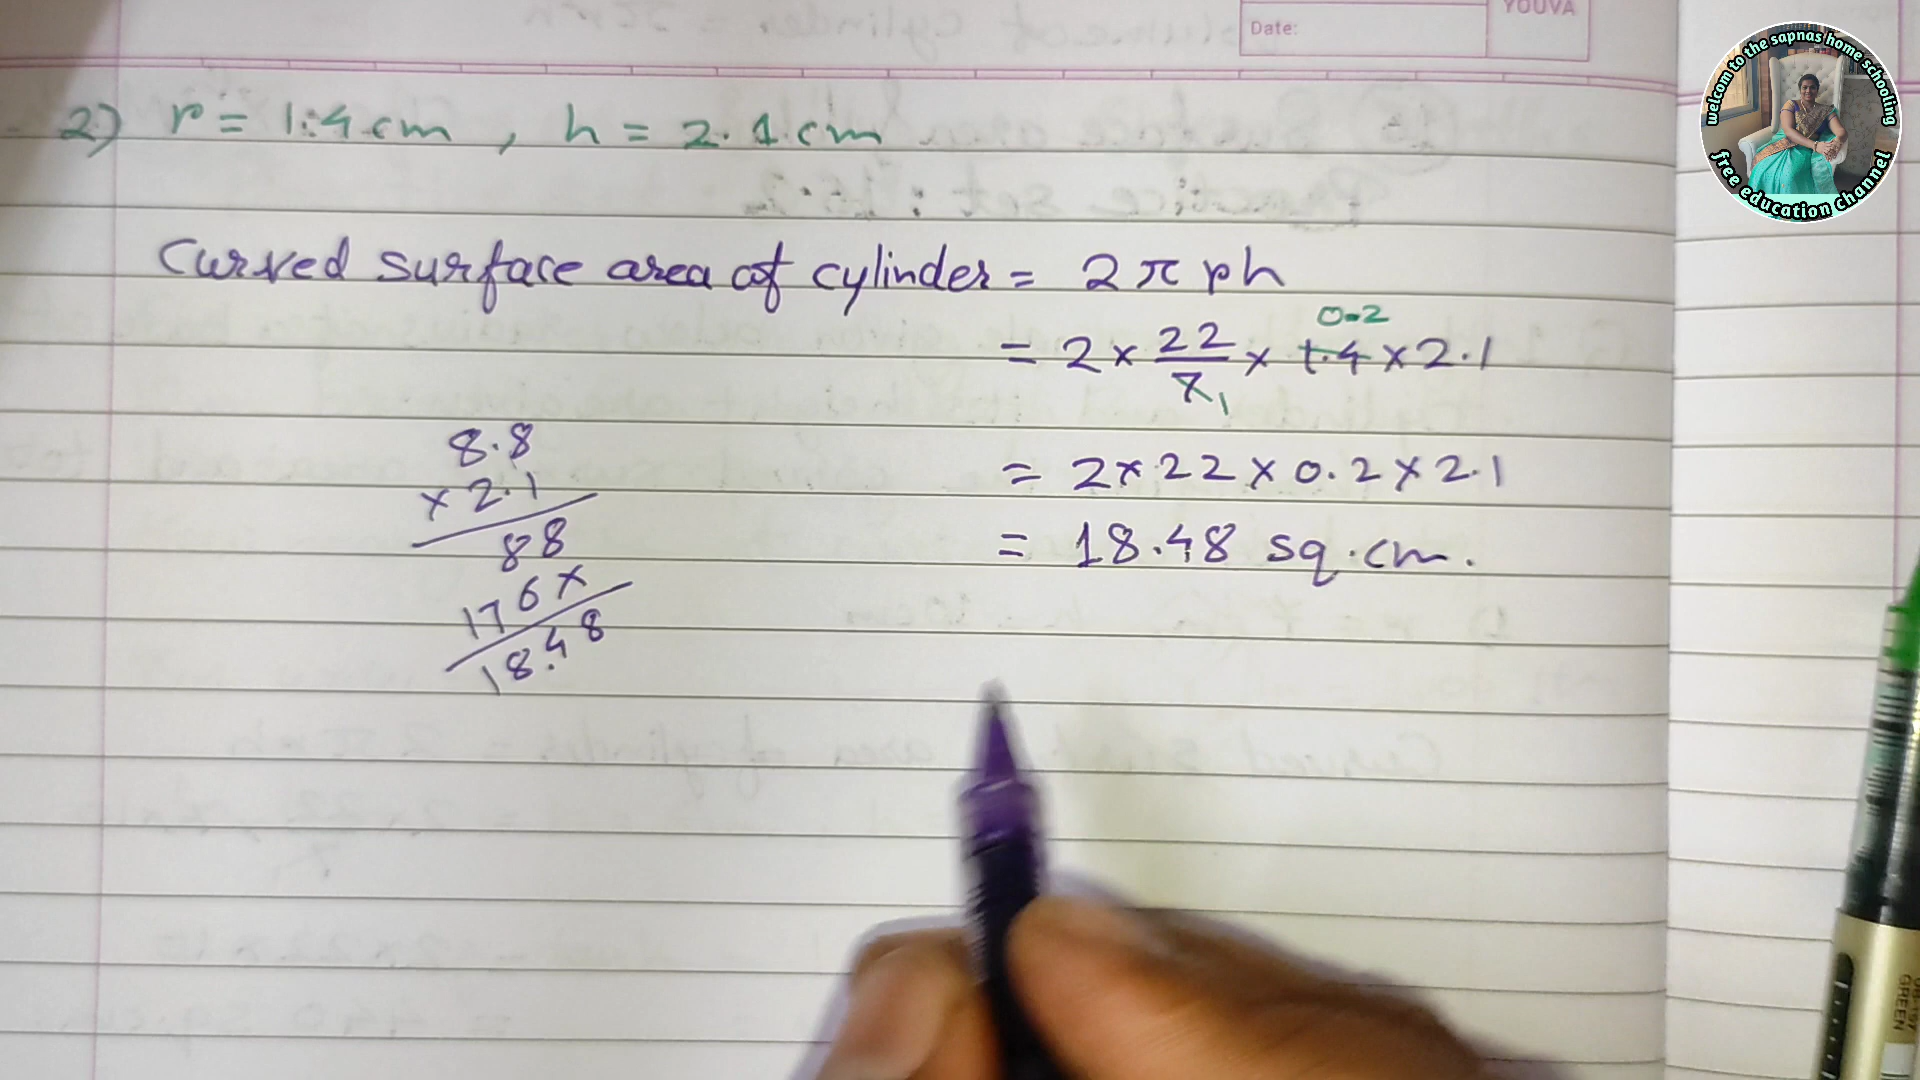 YOUVA
Date:
welcom to the sapnas home schooling
free education channel
2) r = 1.4 cm , h = 2.1 cm
Curved surface area of cylinder = 2πrh
0.2
= 2 × 22/7 × 1.4 × 2.1
1
= 2 × 22 × 0.2 × 2.1
= 18.48 sq.cm.
8.8
× 2.1
88
176×
18.48
GREEN